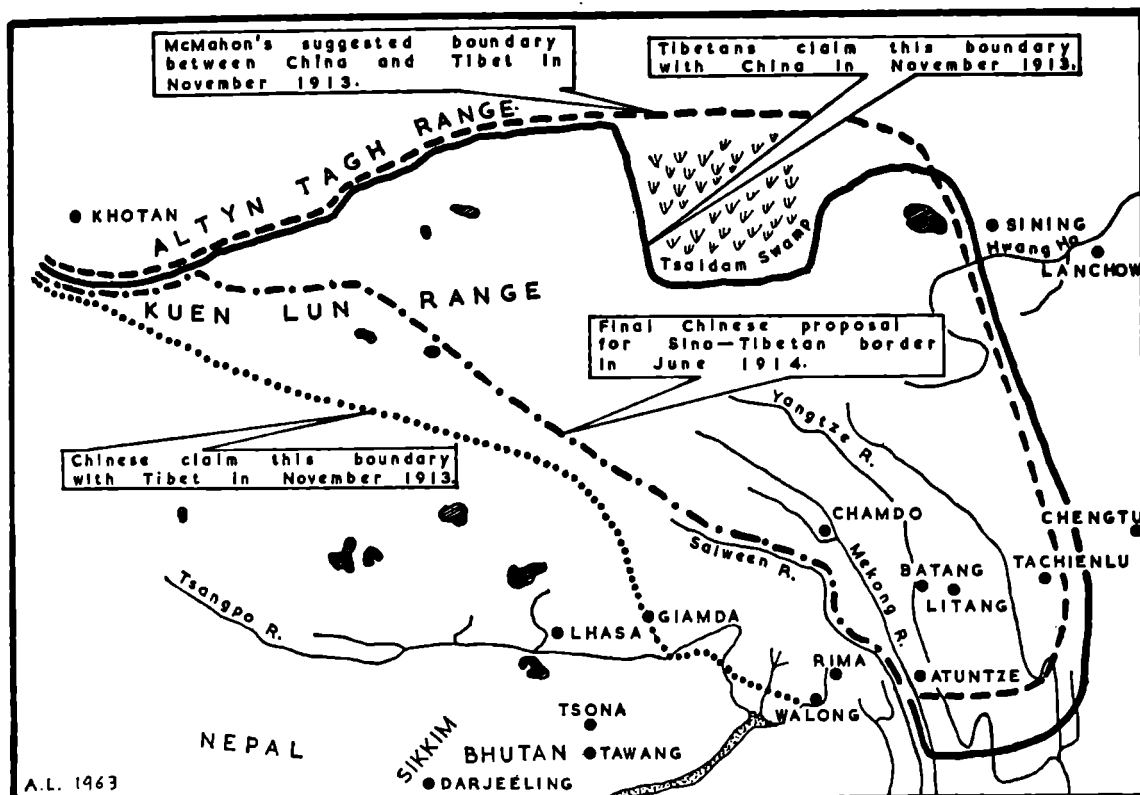 McMahon's suggested boundary
between China and Tibet in
November 1913.
Tibetans claim this boundary
with China in November 1913.
ALTYN TAGH RANGE.
KHOTAN
Tsaidam Swamp
SINING
Hwang Ho
LANCHOW
KUEN LUN RANGE
Final Chinese proposal
for Sino-Tibetan border
in June 1914.
Chinese claim this boundary
with Tibet in November 1913.
Yangtze R.
CHAMDO
CHENGTU
Salween R.
Mekong R.
TACHIENLU
BATANG
LITANG
Tsangpo R.
GIAMDA
LHASA
RIMA
ATUNTZE
WALONG
TSONA
NEPAL
SIKKIM
BHUTAN
TAWANG
DARJEELING
A.L. 1963